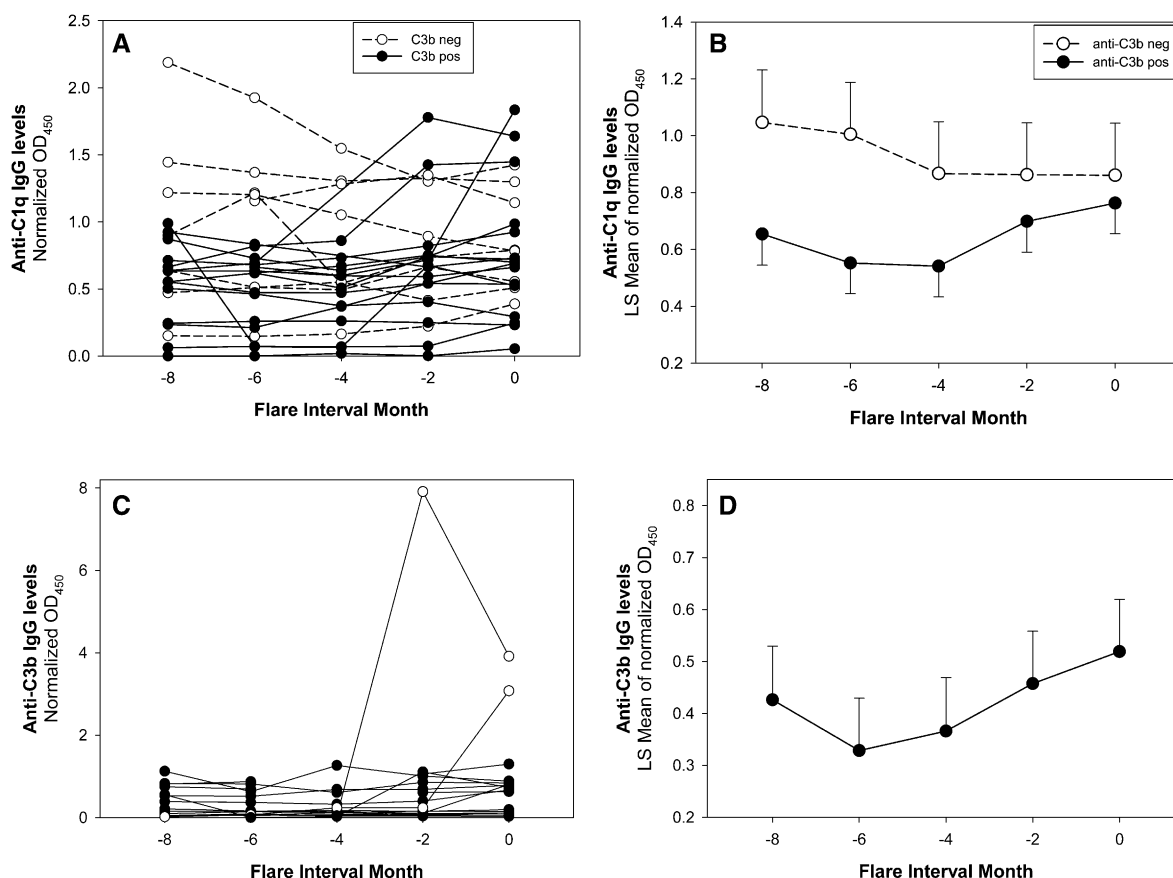 A
C3b neg
C3b pos
Anti-C1q IgG levels
Normalized OD450
2.5
2.0
1.5
1.0
0.5
0.0
-8 -6 -4 -2 0
Flare Interval Month
B
anti-C3b neg
anti-C3b pos
Anti-C1q IgG levels
LS Mean of normalized OD450
1.4
1.2
1.0
0.8
0.6
0.4
0.2
-8 -6 -4 -2 0
Flare Interval Month
C
Anti-C3b IgG levels
Normalized OD450
8
6
4
2
0
-8 -6 -4 -2 0
Flare Interval Month
D
Anti-C3b IgG levels
LS Mean of normalized OD450
0.8
0.7
0.6
0.5
0.4
0.3
0.2
-8 -6 -4 -2 0
Flare Interval Month